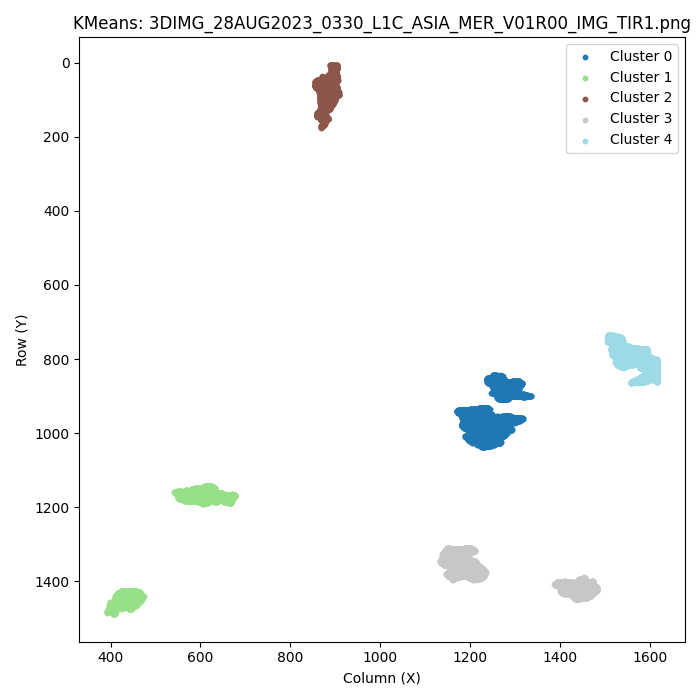 KMeans: 3DIMG_28AUG2023_0330_L1C_ASIA_MER_V01R00_IMG_TIR1.png
Cluster 0
Cluster 1
Cluster 2
Cluster 3
Cluster 4
0
200
400
600
800
1000
1200
1400
Row (Y)
400 600 800 1000 1200 1400 1600
Column (X)